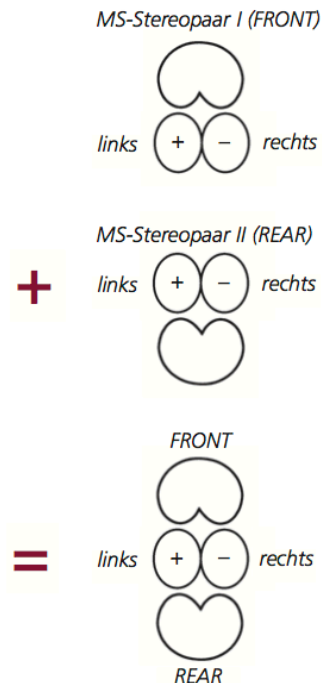 MS-Stereopaar I (FRONT)
links + − rechts
MS-Stereopaar II (REAR)
+ links + − rechts
FRONT
= links + − rechts
REAR